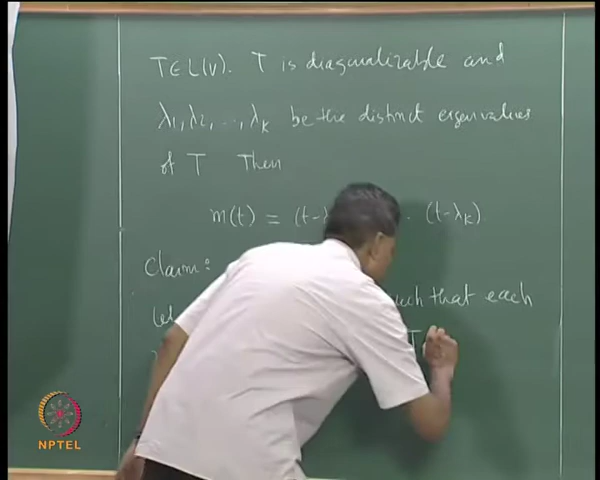 T ∈ L(V). T is diagonalizable and
λ1, λ2, ..., λk be the distinct eigenvalues
of T Then
m(t) = (t-λ . (t-λk)
Claim:
such that each
T
NPTEL